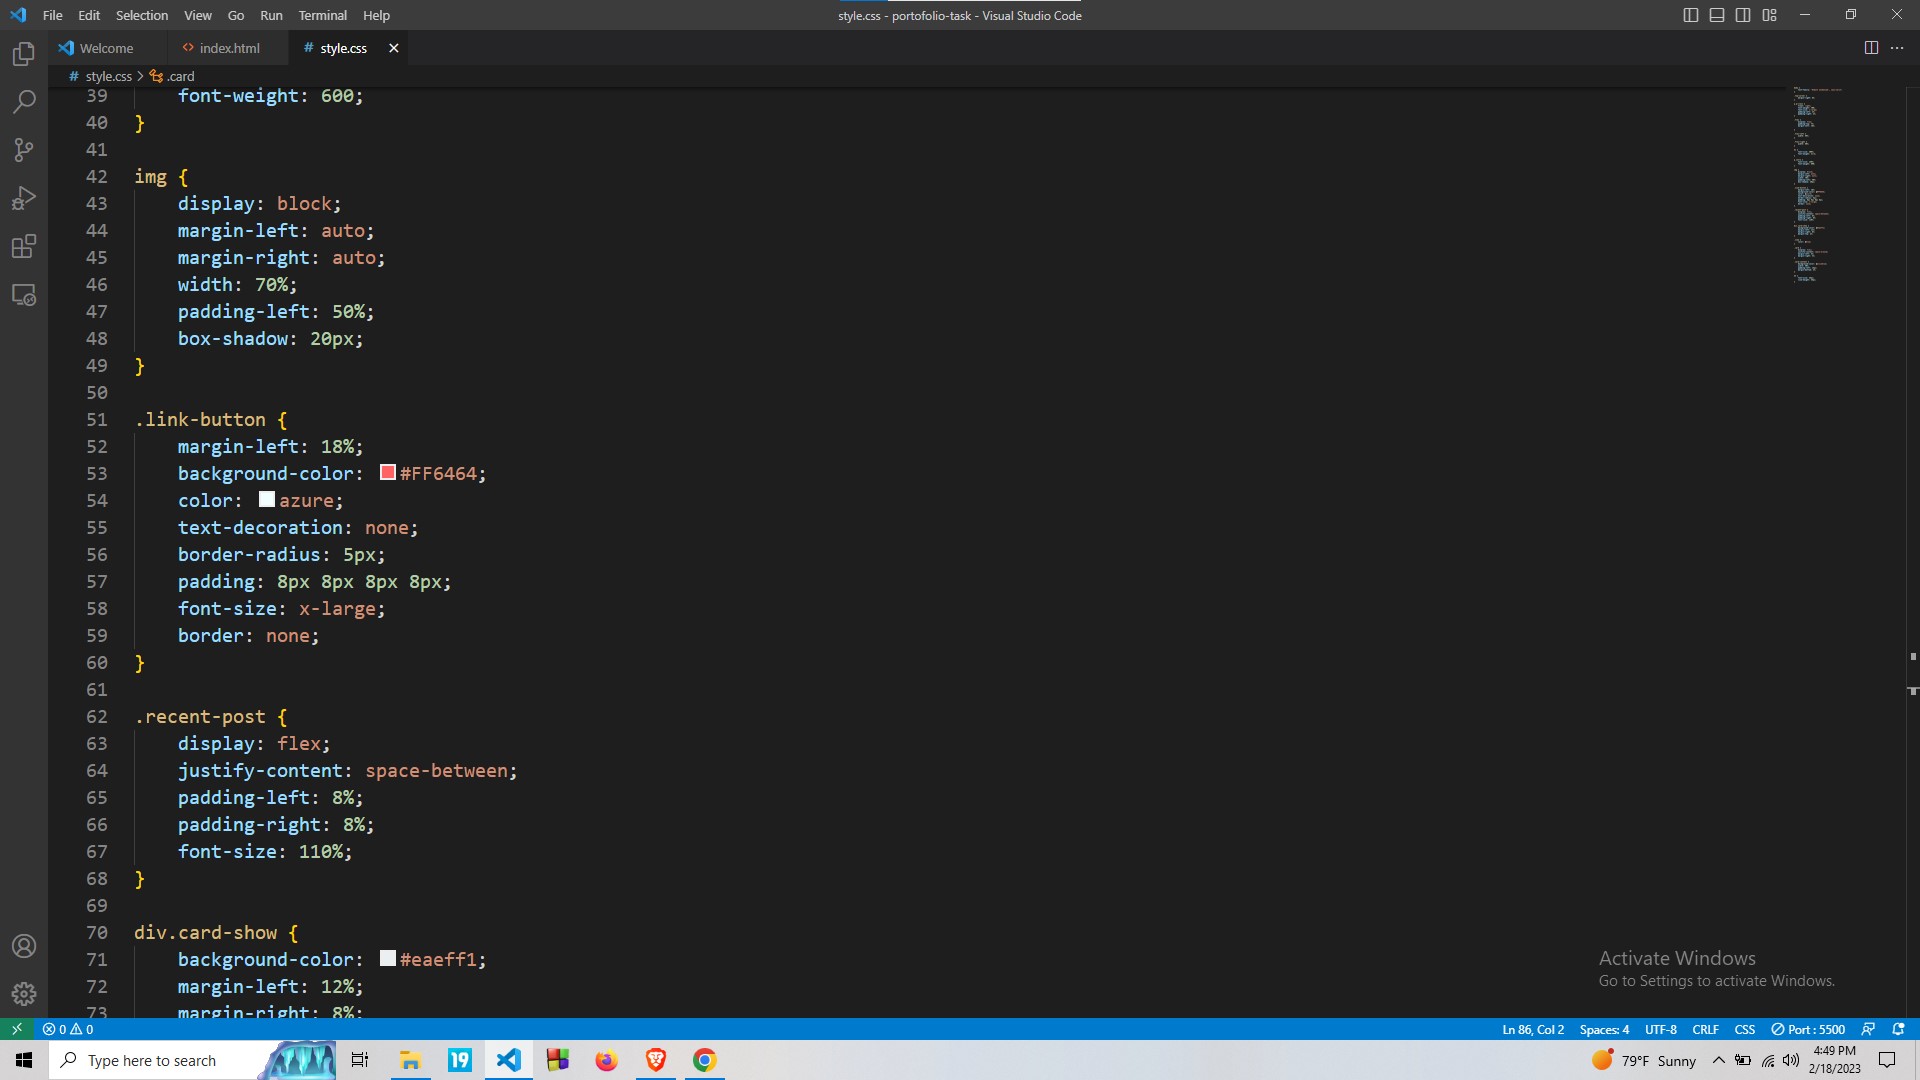 File Edit Selection View Go Run Terminal Help
style.css - portofolio-task - Visual Studio Code
Welcome
<> index.html
# style.css
# style.css > .card
39 font-weight: 600;
40 }
41
42 img {
43 display: block;
44 margin-left: auto;
45 margin-right: auto;
46 width: 70%;
47 padding-left: 50%;
48 box-shadow: 20px;
49 }
50
51 .link-button {
52 margin-left: 18%;
53 background-color: #FF6464;
54 color: azure;
55 text-decoration: none;
56 border-radius: 5px;
57 padding: 8px 8px 8px 8px;
58 font-size: x-large;
59 border: none;
60 }
61
62 .recent-post {
63 display: flex;
64 justify-content: space-between;
65 padding-left: 8%;
66 padding-right: 8%;
67 font-size: 110%;
68 }
69
70 div.card-show {
71 background-color: #eaeff1;
72 margin-left: 12%;
73 margin-right: 8%;
Activate Windows
Go to Settings to activate Windows.
0 0
Ln 86, Col 2 Spaces: 4 UTF-8 CRLF CSS Port : 5500
Type here to search
19
79°F Sunny
4:49 PM
2/18/2023